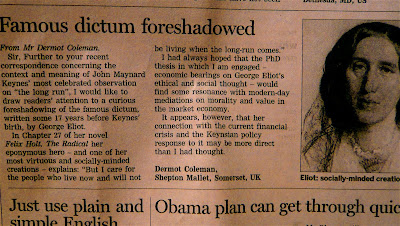 Bethesda, MD, US
Famous dictum foreshadowed
From Mr Dermot Coleman.
Sir, Further to your recent
correspondence concerning the
context and meaning of John Maynard
Keynes' most celebrated observation
on "the long run", I would like to
draw readers' attention to a curious
foreshadowing of the famous dictum,
written some 17 years before Keynes'
birth, by George Eliot.
In Chapter 27 of her novel
Felix Holt, The Radical her
eponymous hero – and one of her
most virtuous and socially-minded
creations – explains: "But I care for
the people who live now and will not
be living when the long-run comes."
I had always hoped that the PhD
thesis in which I am engaged –
economic bearings on George Eliot's
ethical and social thought – would
find some resonance with modern-day
mediations on morality and value in
the market economy.
It appears, however, that her
connection with the current financial
crisis and the Keynsian policy
response to it may be more direct
than I had thought.
Dermot Coleman,
Shepton Mallet, Somerset, UK
Eliot: socially-minded creatio
Just use plain and
simple English
Obama plan can get through quic